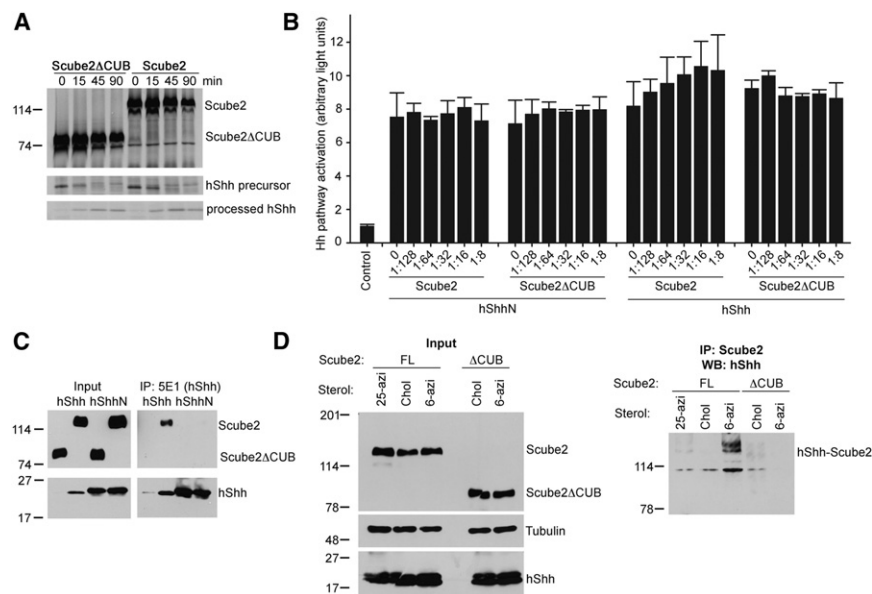 A
Scube2ΔCUB Scube2
0 15 45 90 0 15 45 90 min
114
74
Scube2
Scube2ΔCUB
hShh precursor
processed hShh
B
Hh pathway activation (arbitrary light units)
14
12
10
8
6
4
2
0
Control
0 1:128 1:64 1:32 1:16 1:8
0 1:128 1:64 1:32 1:16 1:8
0 1:128 1:64 1:32 1:16 1:8
0 1:128 1:64 1:32 1:16 1:8
Scube2 Scube2ΔCUB Scube2 Scube2ΔCUB
hShhN hShh
C
Input IP: 5E1 (hShh)
hShh hShhN hShh hShhN
114
74
27
17
Scube2
Scube2ΔCUB
hShh
D
Input
Scube2: FL ΔCUB
Sterol: 25-azi Chol 6-azi Chol 6-azi
201
114
78
48
27
17
Scube2
Scube2ΔCUB
Tubulin
hShh
IP: Scube2
WB: hShh
Scube2: FL ΔCUB
Sterol: 25-azi Chol 6-azi Chol 6-azi
114
78
hShh-Scube2